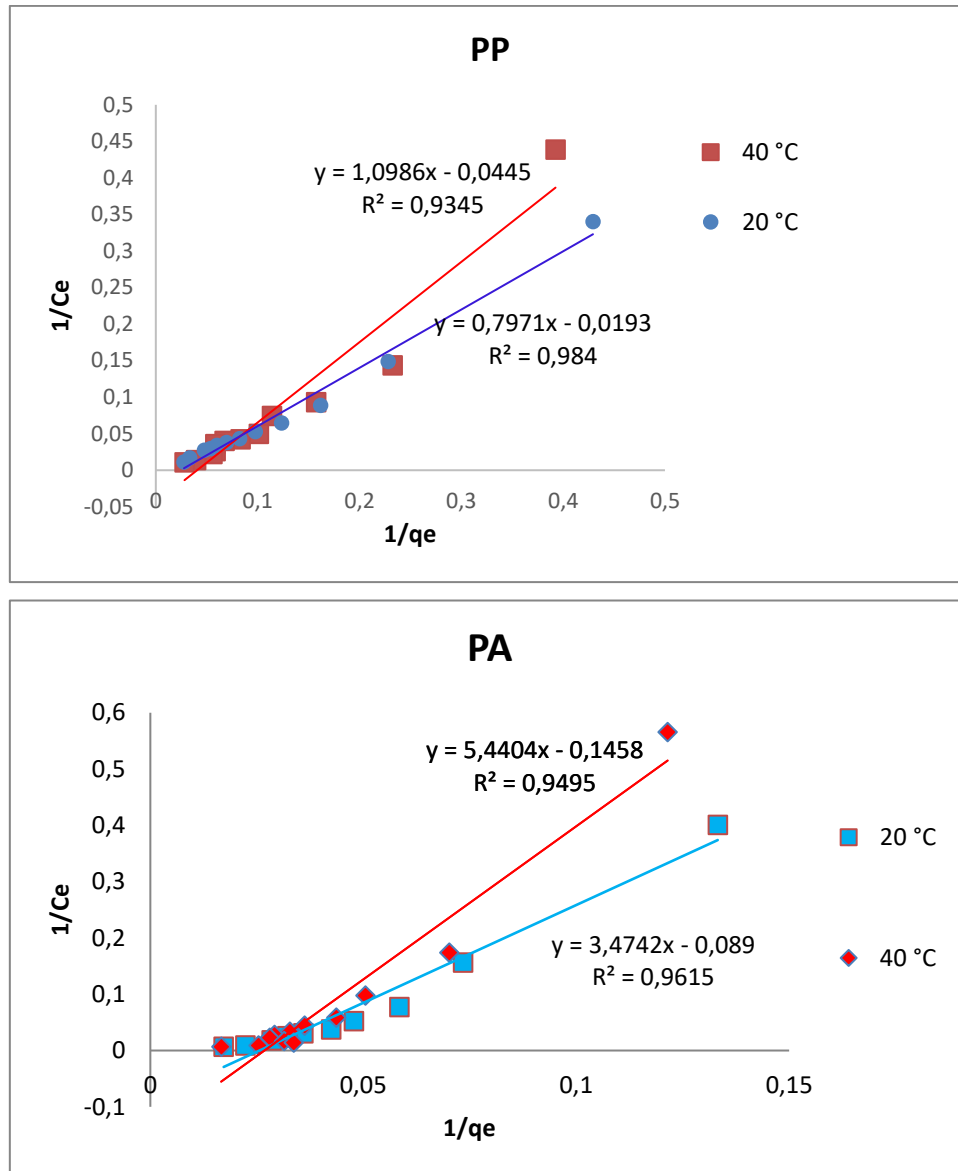 PP
0,5
0,45
0,4
0,35
0,3
0,25
0,2
0,15
0,1
0,05
0
-0,05
1/Ce
y = 1,0986x - 0,0445
R² = 0,9345
y = 0,7971x - 0,0193
R² = 0,984
40 °C
20 °C
0 0,1 0,2 0,3 0,4 0,5
1/qe
PA
0,6
0,5
0,4
0,3
0,2
0,1
0
-0,1
1/Ce
y = 5,4404x - 0,1458
R² = 0,9495
y = 3,4742x - 0,089
R² = 0,9615
20 °C
40 °C
0 0,05 0,1 0,15
1/qe